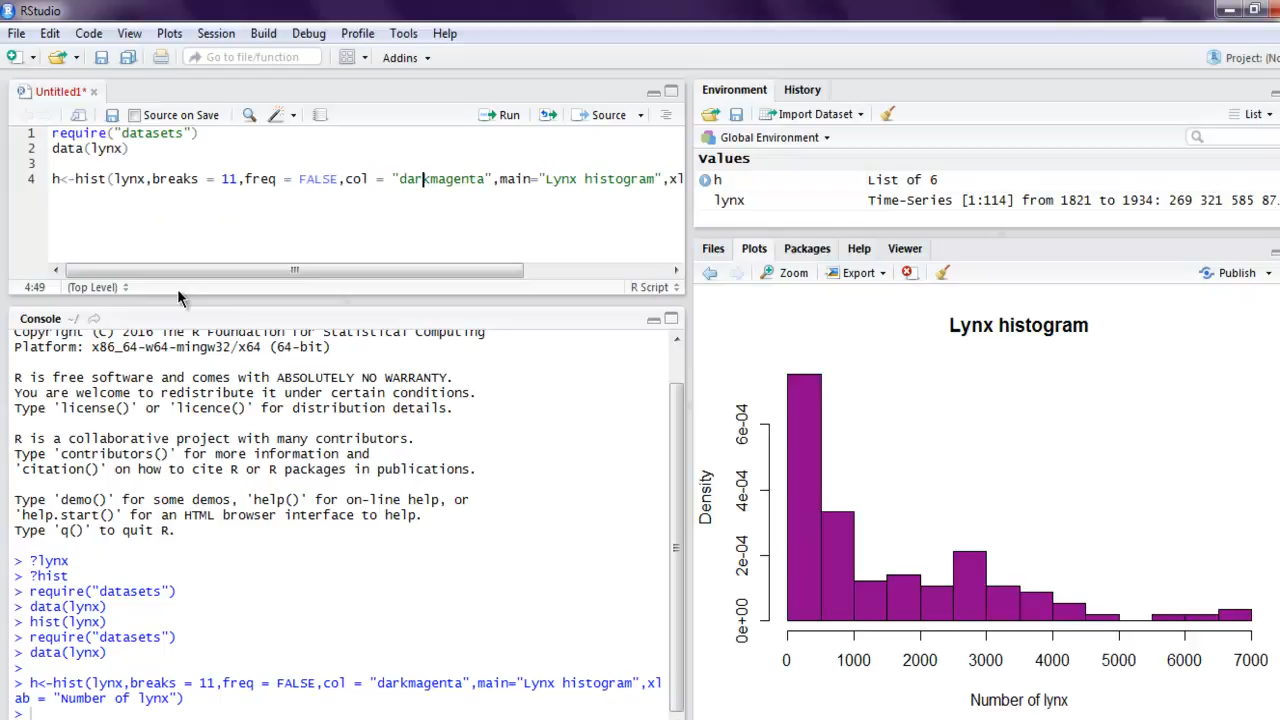 RStudio
File Edit Code View Plots Session Build Debug Profile Tools Help
Go to file/function Addins Project: (No
Untitled1*
Source on Save Run Source
1 require("datasets")
2 data(lynx)
3
4 h<-hist(lynx,breaks = 11,freq = FALSE,col = "darkmagenta",main="Lynx histogram",xl
4:49 (Top Level) R Script
Console ~/
Copyright (C) 2016 The R Foundation for Statistical Computing
Platform: x86_64-w64-mingw32/x64 (64-bit)
R is free software and comes with ABSOLUTELY NO WARRANTY.
You are welcome to redistribute it under certain conditions.
Type 'license()' or 'licence()' for distribution details.
R is a collaborative project with many contributors.
Type 'contributors()' for more information and
'citation()' on how to cite R or R packages in publications.
Type 'demo()' for some demos, 'help()' for on-line help, or
'help.start()' for an HTML browser interface to help.
Type 'q()' to quit R.
> ?lynx
> ?hist
> require("datasets")
> data(lynx)
> hist(lynx)
> require("datasets")
> data(lynx)
>
> h<-hist(lynx,breaks = 11,freq = FALSE,col = "darkmagenta",main="Lynx histogram",xl
ab = "Number of lynx")
>
Environment History
Import Dataset List
Global Environment
Values
h List of 6
lynx Time-Series [1:114] from 1821 to 1934: 269 321 585 87.
Files Plots Packages Help Viewer
Zoom Export Publish
Lynx histogram
Density
0e+00 2e-04 4e-04 6e-04
0 1000 2000 3000 4000 5000 6000 7000
Number of lynx